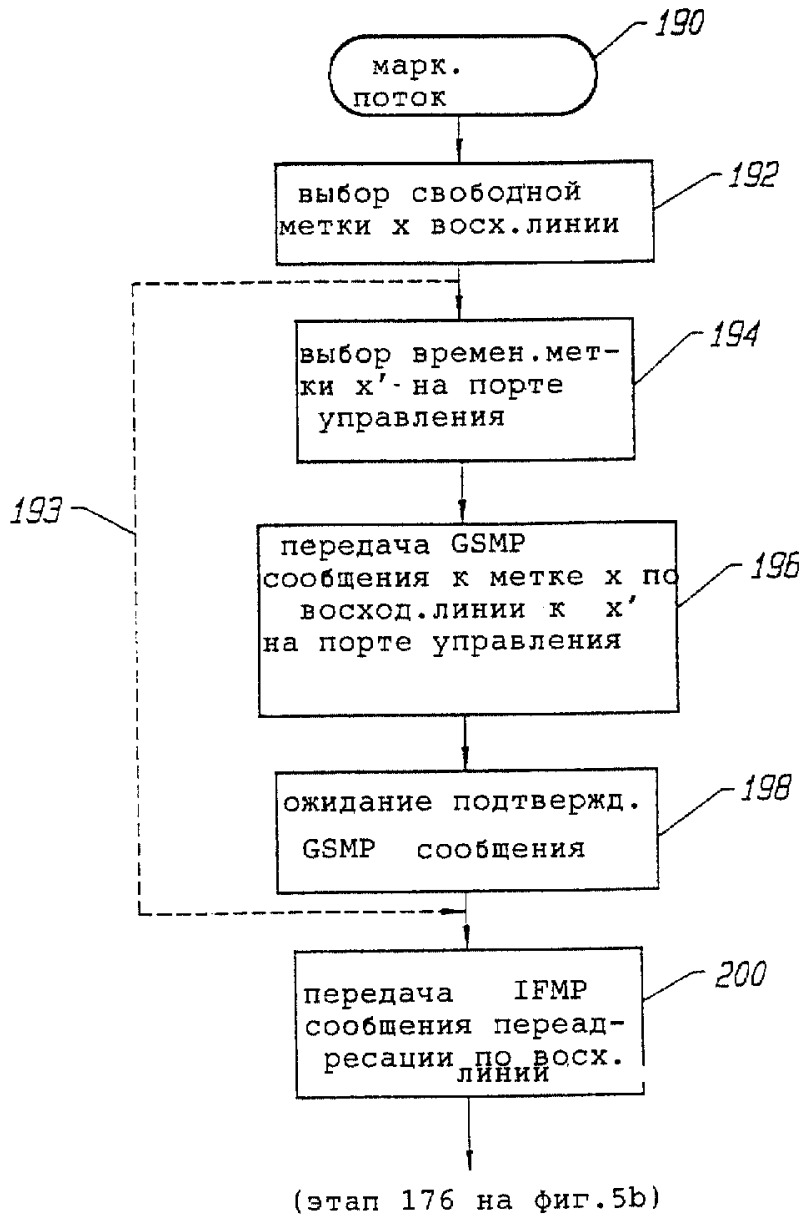 190
марк.
поток
192
выбор свободной
метки x восх.линии
194
выбор времен.мет-
ки x'- на порте
управления
193
передача GSMP
сообщения к метке x по
восход.линии к x'
на порте управления
196
ожидание подтвержд.
GSMP сообщения
198
передача IFMP
сообщения переад-
ресации по восх.
линии
200
(этап 176 на фиг.5b)